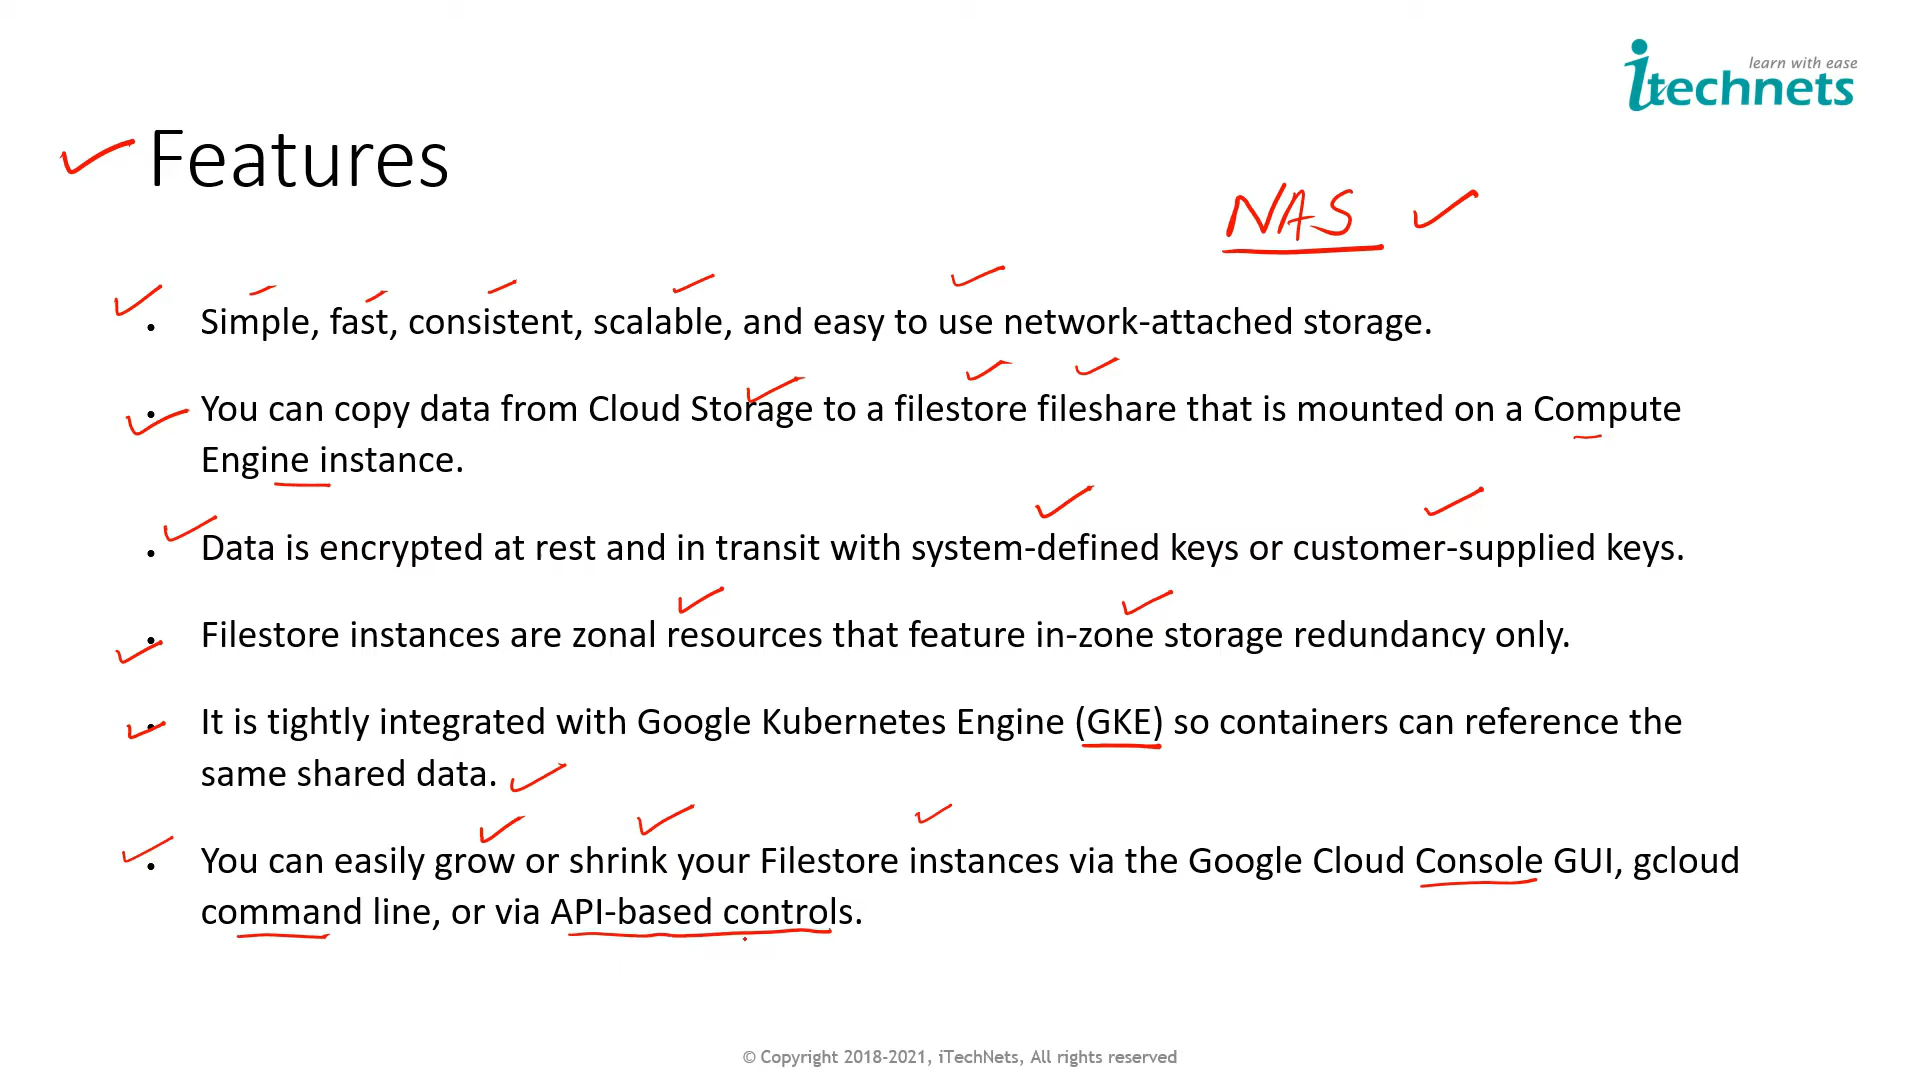 learn with ease
itechnets
Features
NAS
• Simple, fast, consistent, scalable, and easy to use network-attached storage.
• You can copy data from Cloud Storage to a filestore fileshare that is mounted on a Compute
Engine instance.
• Data is encrypted at rest and in transit with system-defined keys or customer-supplied keys.
• Filestore instances are zonal resources that feature in-zone storage redundancy only.
• It is tightly integrated with Google Kubernetes Engine (GKE) so containers can reference the
same shared data.
• You can easily grow or shrink your Filestore instances via the Google Cloud Console GUI, gcloud
command line, or via API-based controls.
© Copyright 2018-2021, iTechNets, All rights reserved